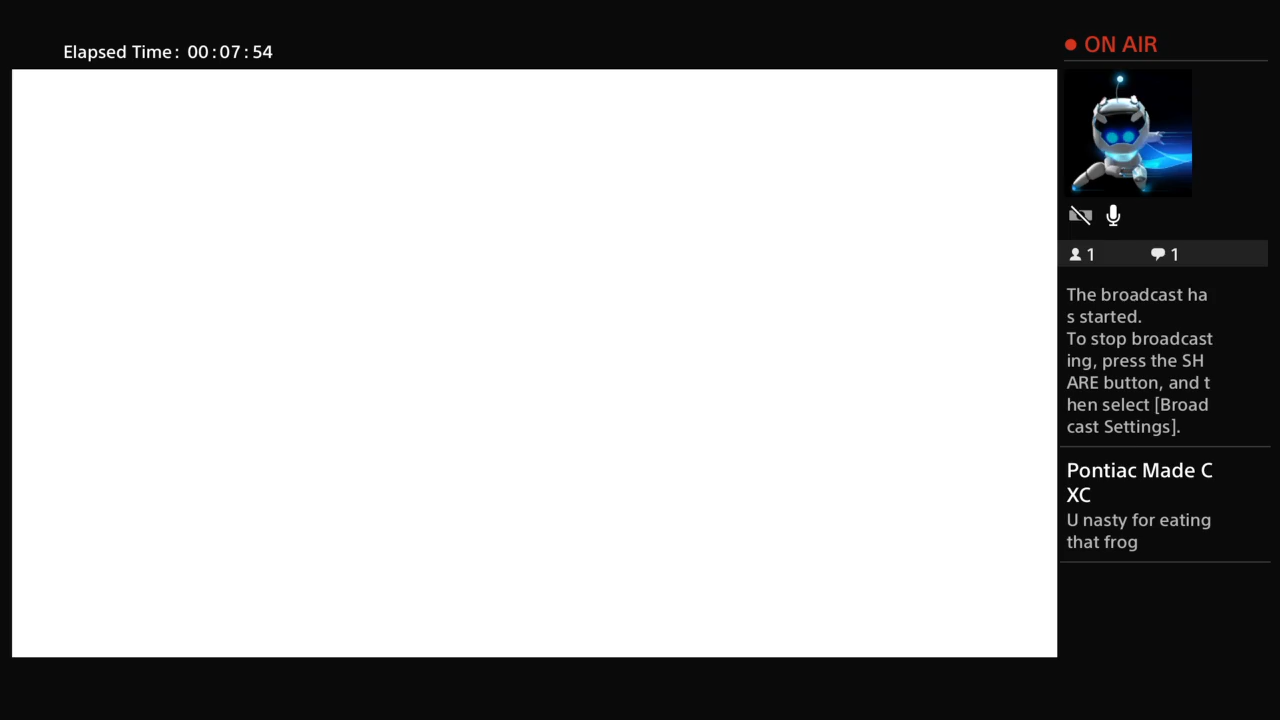 Elapsed Time: 00:07:54
ON AIR
1 1
The broadcast ha
s started.
To stop broadcast
ing, press the SH
ARE button, and t
hen select [Broad
cast Settings].
Pontiac Made C
XC
U nasty for eating
that frog